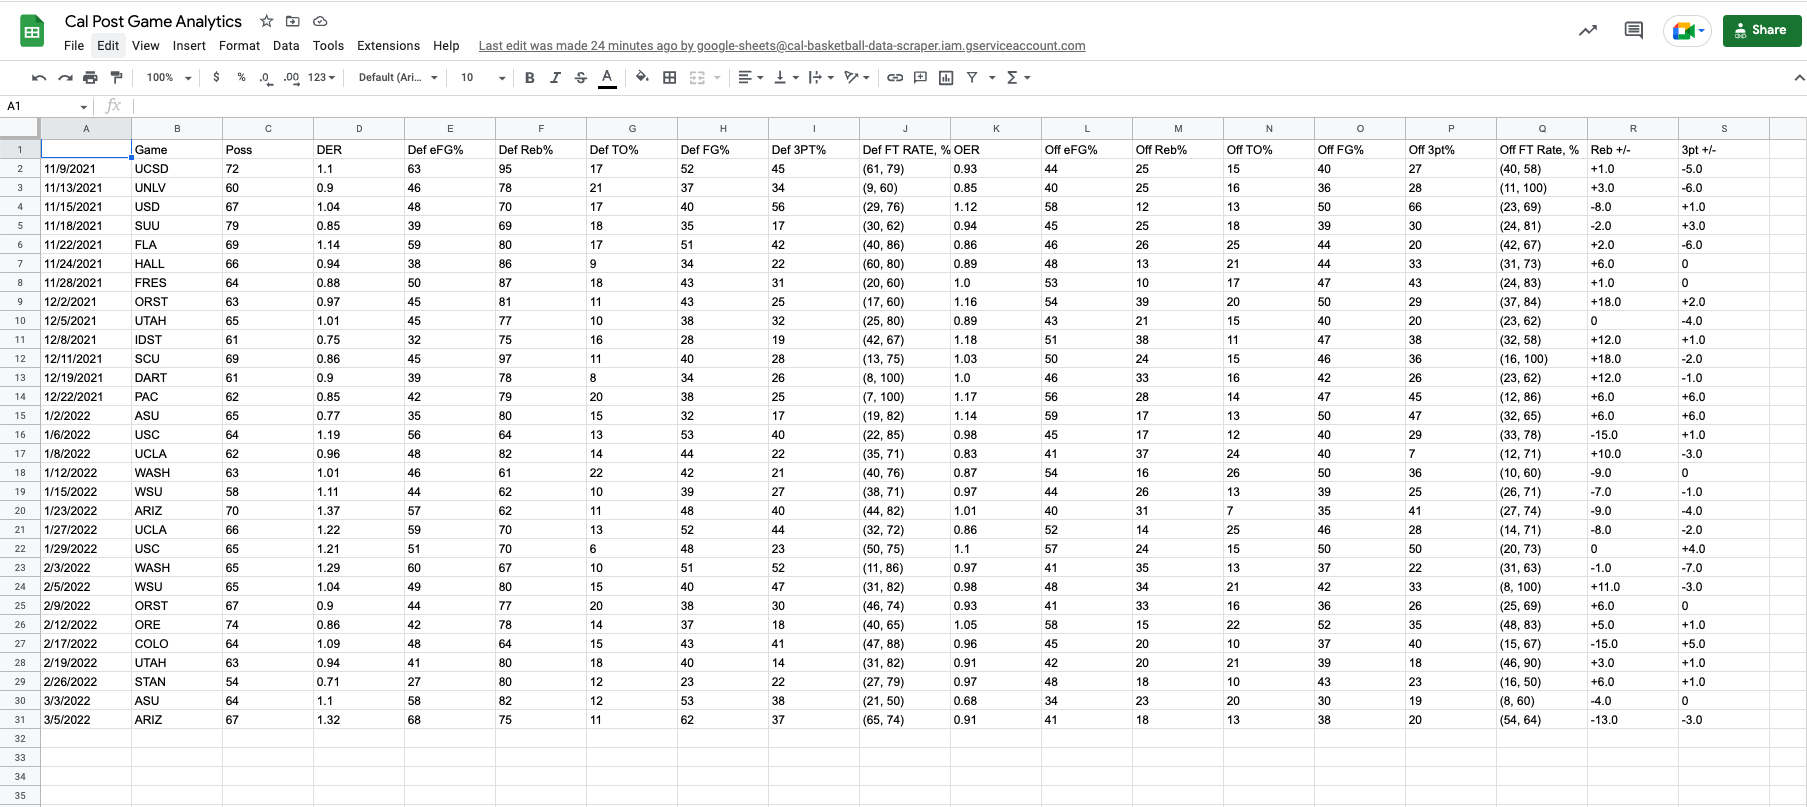 Cal Post Game Analytics
File Edit View Insert Format Data Tools Extensions Help Last edit was made 24 minutes ago by google-sheets@cal-basketball-data-scraper.iam.gserviceaccount.com
Share
100% $ % .0 .00 123 Default (Ari... 10 B I S A
A1 fx
A B C D E F G H I J K L M N O P Q R S
1 Game Poss DER Def eFG% Def Reb% Def TO% Def FG% Def 3PT% Def FT RATE, % OER Off eFG% Off Reb% Off TO% Off FG% Off 3pt% Off FT Rate, % Reb +/- 3pt +/-
2 11/9/2021 UCSD 72 1.1 63 95 17 52 45 (61, 79) 0.93 44 25 15 40 27 (40, 58) +1.0 -5.0
3 11/13/2021 UNLV 60 0.9 46 78 21 37 34 (9, 60) 0.85 40 25 16 36 28 (11, 100) +3.0 -6.0
4 11/15/2021 USD 67 1.04 48 70 17 40 56 (29, 76) 1.12 58 12 13 50 66 (23, 69) -8.0 +1.0
5 11/18/2021 SUU 79 0.85 39 69 18 35 17 (30, 62) 0.94 45 25 18 39 30 (24, 81) -2.0 +3.0
6 11/22/2021 FLA 69 1.14 59 80 17 51 42 (40, 86) 0.86 46 26 25 44 20 (42, 67) +2.0 -6.0
7 11/24/2021 HALL 66 0.94 38 86 9 34 22 (60, 80) 0.89 48 13 21 44 33 (31, 73) +6.0 0
8 11/28/2021 FRES 64 0.88 50 87 18 43 31 (20, 60) 1.0 53 10 17 47 43 (24, 83) +1.0 0
9 12/2/2021 ORST 63 0.97 45 81 11 43 25 (17, 60) 1.16 54 39 20 50 29 (37, 84) +18.0 +2.0
10 12/5/2021 UTAH 65 1.01 45 77 10 38 32 (25, 80) 0.89 43 21 15 40 20 (23, 62) 0 -4.0
11 12/8/2021 IDST 61 0.75 32 75 16 28 19 (42, 67) 1.18 51 38 11 47 38 (32, 58) +12.0 +1.0
12 12/11/2021 SCU 69 0.86 45 97 11 40 28 (13, 75) 1.03 50 24 15 46 36 (16, 100) +18.0 -2.0
13 12/19/2021 DART 61 0.9 39 78 8 34 26 (8, 100) 1.0 46 33 16 42 26 (23, 62) +12.0 -1.0
14 12/22/2021 PAC 62 0.85 42 79 20 38 25 (7, 100) 1.17 56 28 14 47 45 (12, 86) +6.0 +6.0
15 1/2/2022 ASU 65 0.77 35 80 15 32 17 (19, 82) 1.14 59 17 13 50 47 (32, 65) +6.0 +6.0
16 1/6/2022 USC 64 1.19 56 64 13 53 40 (22, 85) 0.98 45 17 12 40 29 (33, 78) -15.0 +1.0
17 1/8/2022 UCLA 62 0.96 48 82 14 44 22 (35, 71) 0.83 41 37 24 40 7 (12, 71) +10.0 -3.0
18 1/12/2022 WASH 63 1.01 46 61 22 42 21 (40, 76) 0.87 54 16 26 50 36 (10, 60) -9.0 0
19 1/15/2022 WSU 58 1.11 44 62 10 39 27 (38, 71) 0.97 44 26 13 39 25 (26, 71) -7.0 -1.0
20 1/23/2022 ARIZ 70 1.37 57 62 11 48 40 (44, 82) 1.01 40 31 7 35 41 (27, 74) -9.0 -4.0
21 1/27/2022 UCLA 66 1.22 59 70 13 52 44 (32, 72) 0.86 52 14 25 46 28 (14, 71) -8.0 -2.0
22 1/29/2022 USC 65 1.21 51 70 6 48 23 (50, 75) 1.1 57 24 15 50 50 (20, 73) 0 +4.0
23 2/3/2022 WASH 65 1.29 60 67 10 51 52 (11, 86) 0.97 41 35 13 37 22 (31, 63) -1.0 -7.0
24 2/5/2022 WSU 65 1.04 49 80 15 40 47 (31, 82) 0.98 48 34 21 42 33 (8, 100) +11.0 -3.0
25 2/9/2022 ORST 67 0.9 44 77 20 38 30 (46, 74) 0.93 41 33 16 36 26 (25, 69) +6.0 0
26 2/12/2022 ORE 74 0.86 42 78 14 37 18 (40, 65) 1.05 58 15 22 52 35 (48, 83) +5.0 +1.0
27 2/17/2022 COLO 64 1.09 48 64 15 43 41 (47, 88) 0.96 45 20 10 37 40 (15, 67) -15.0 +5.0
28 2/19/2022 UTAH 63 0.94 41 80 18 40 14 (31, 82) 0.91 42 20 21 39 18 (46, 90) +3.0 +1.0
29 2/26/2022 STAN 54 0.71 27 80 12 23 22 (27, 79) 0.97 48 18 10 43 23 (16, 50) +6.0 +1.0
30 3/3/2022 ASU 64 1.1 58 82 12 53 38 (21, 50) 0.68 34 23 20 30 19 (8, 60) -4.0 0
31 3/5/2022 ARIZ 67 1.32 68 75 11 62 37 (65, 74) 0.91 41 18 13 38 20 (54, 64) -13.0 -3.0
32
33
34
35